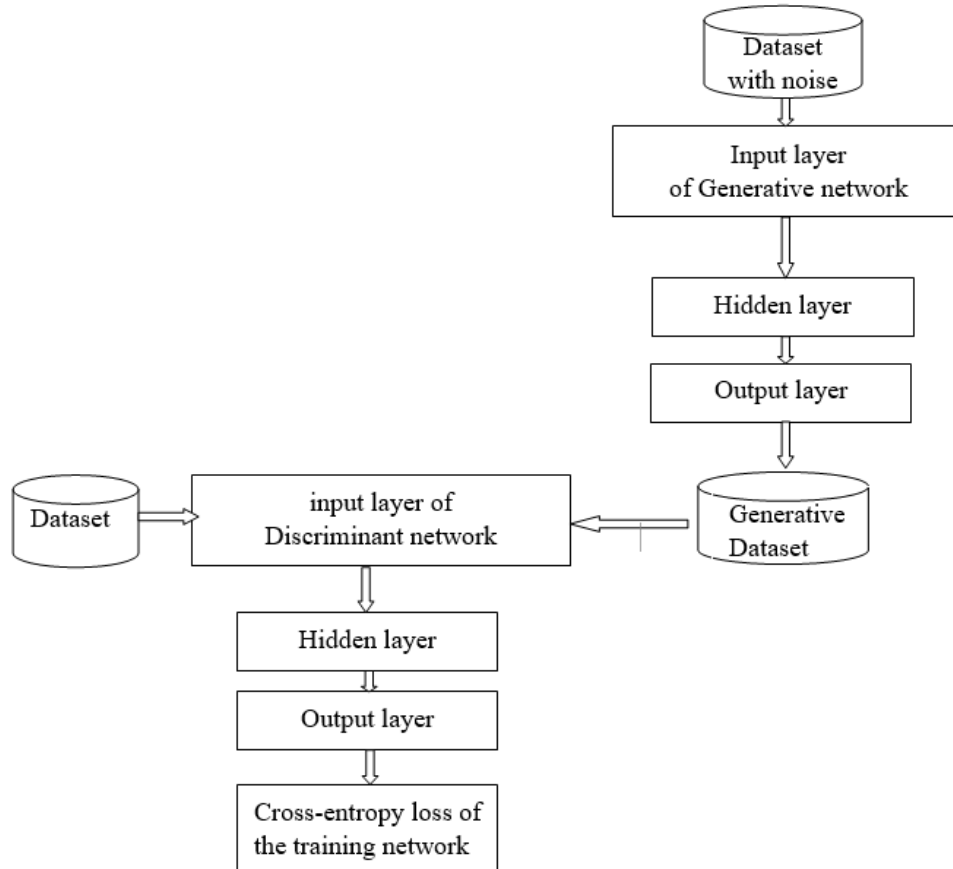 Dataset
with noise
Input layer
of Generative network
Hidden layer
Output layer
Generative
Dataset
Dataset
input layer of
Discriminant network
Hidden layer
Output layer
Cross-entropy loss of
the training network